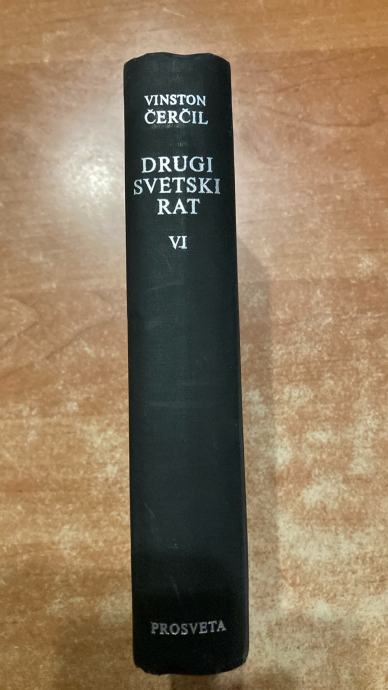 VINSTON
ČERČIL
DRUGI
SVETSKI
RAT
VI
PROSVETA